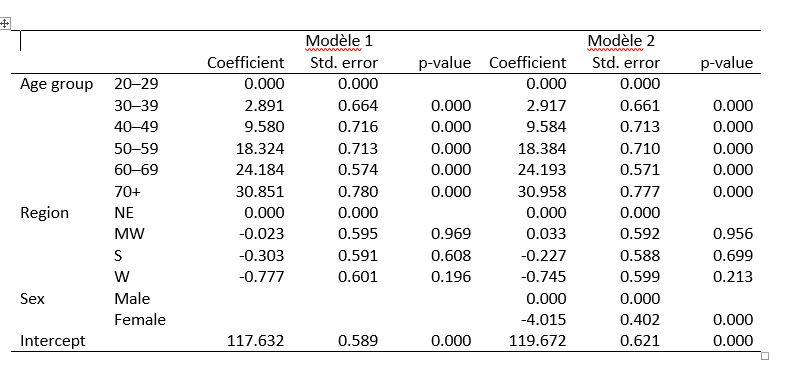 Modèle 1 Modèle 2
Coefficient Std. error p-value Coefficient Std. error p-value
Age group 20–29 0.000 0.000 0.000 0.000
30–39 2.891 0.664 0.000 2.917 0.661 0.000
40–49 9.580 0.716 0.000 9.584 0.713 0.000
50–59 18.324 0.713 0.000 18.384 0.710 0.000
60–69 24.184 0.574 0.000 24.193 0.571 0.000
70+ 30.851 0.780 0.000 30.958 0.777 0.000
Region NE 0.000 0.000 0.000 0.000
MW -0.023 0.595 0.969 0.033 0.592 0.956
S -0.303 0.591 0.608 -0.227 0.588 0.699
W -0.777 0.601 0.196 -0.745 0.599 0.213
Sex Male 0.000 0.000
Female -4.015 0.402 0.000
Intercept 117.632 0.589 0.000 119.672 0.621 0.000